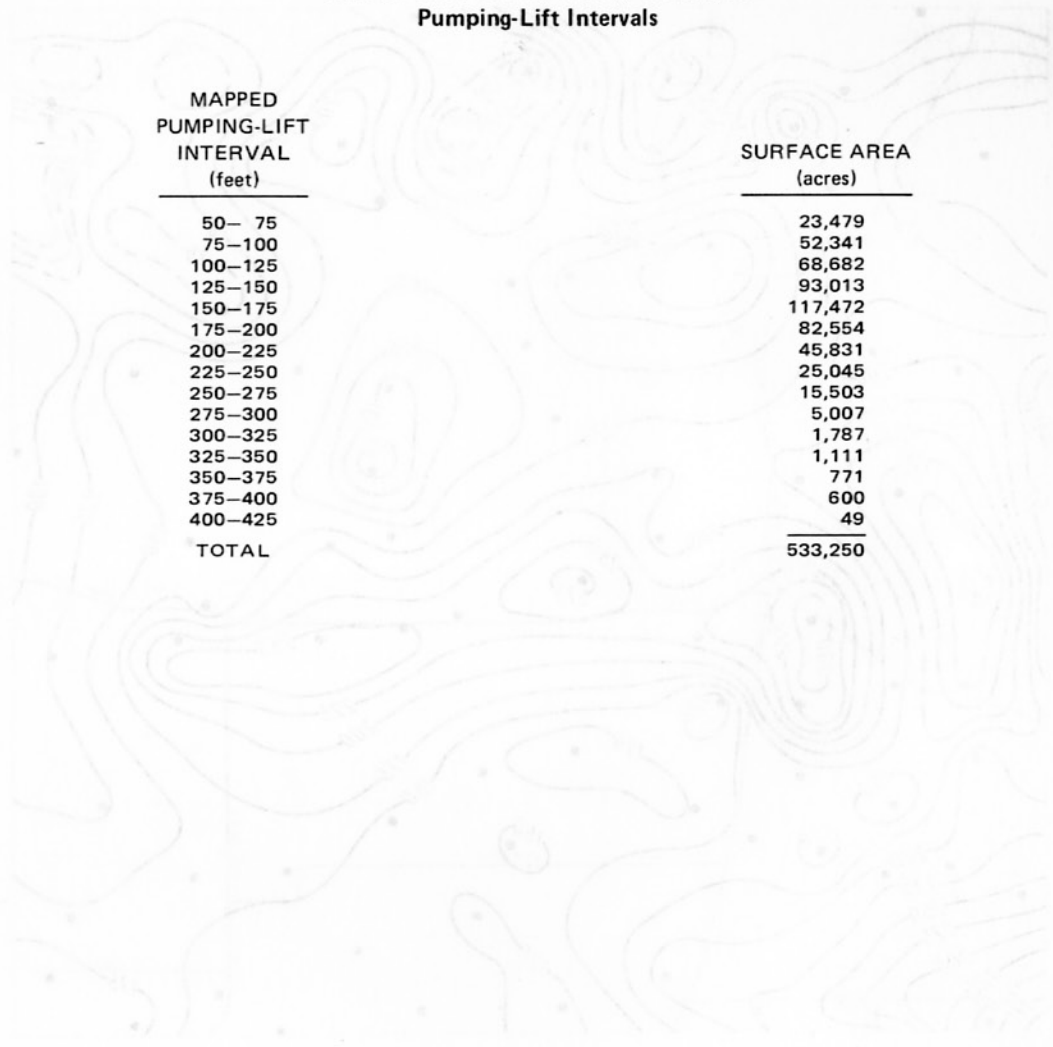 Pumping-Lift Intervals
MAPPED
PUMPING-LIFT
INTERVAL
(feet)
SURFACE AREA
(acres)
50— 75 23,479
75—100 52,341
100—125 68,682
125—150 93,013
150—175 117,472
175—200 82,554
200—225 45,831
225—250 25,045
250—275 15,503
275—300 5,007
300—325 1,787
325—350 1,111
350—375 771
375—400 600
400—425 49
TOTAL 533,250